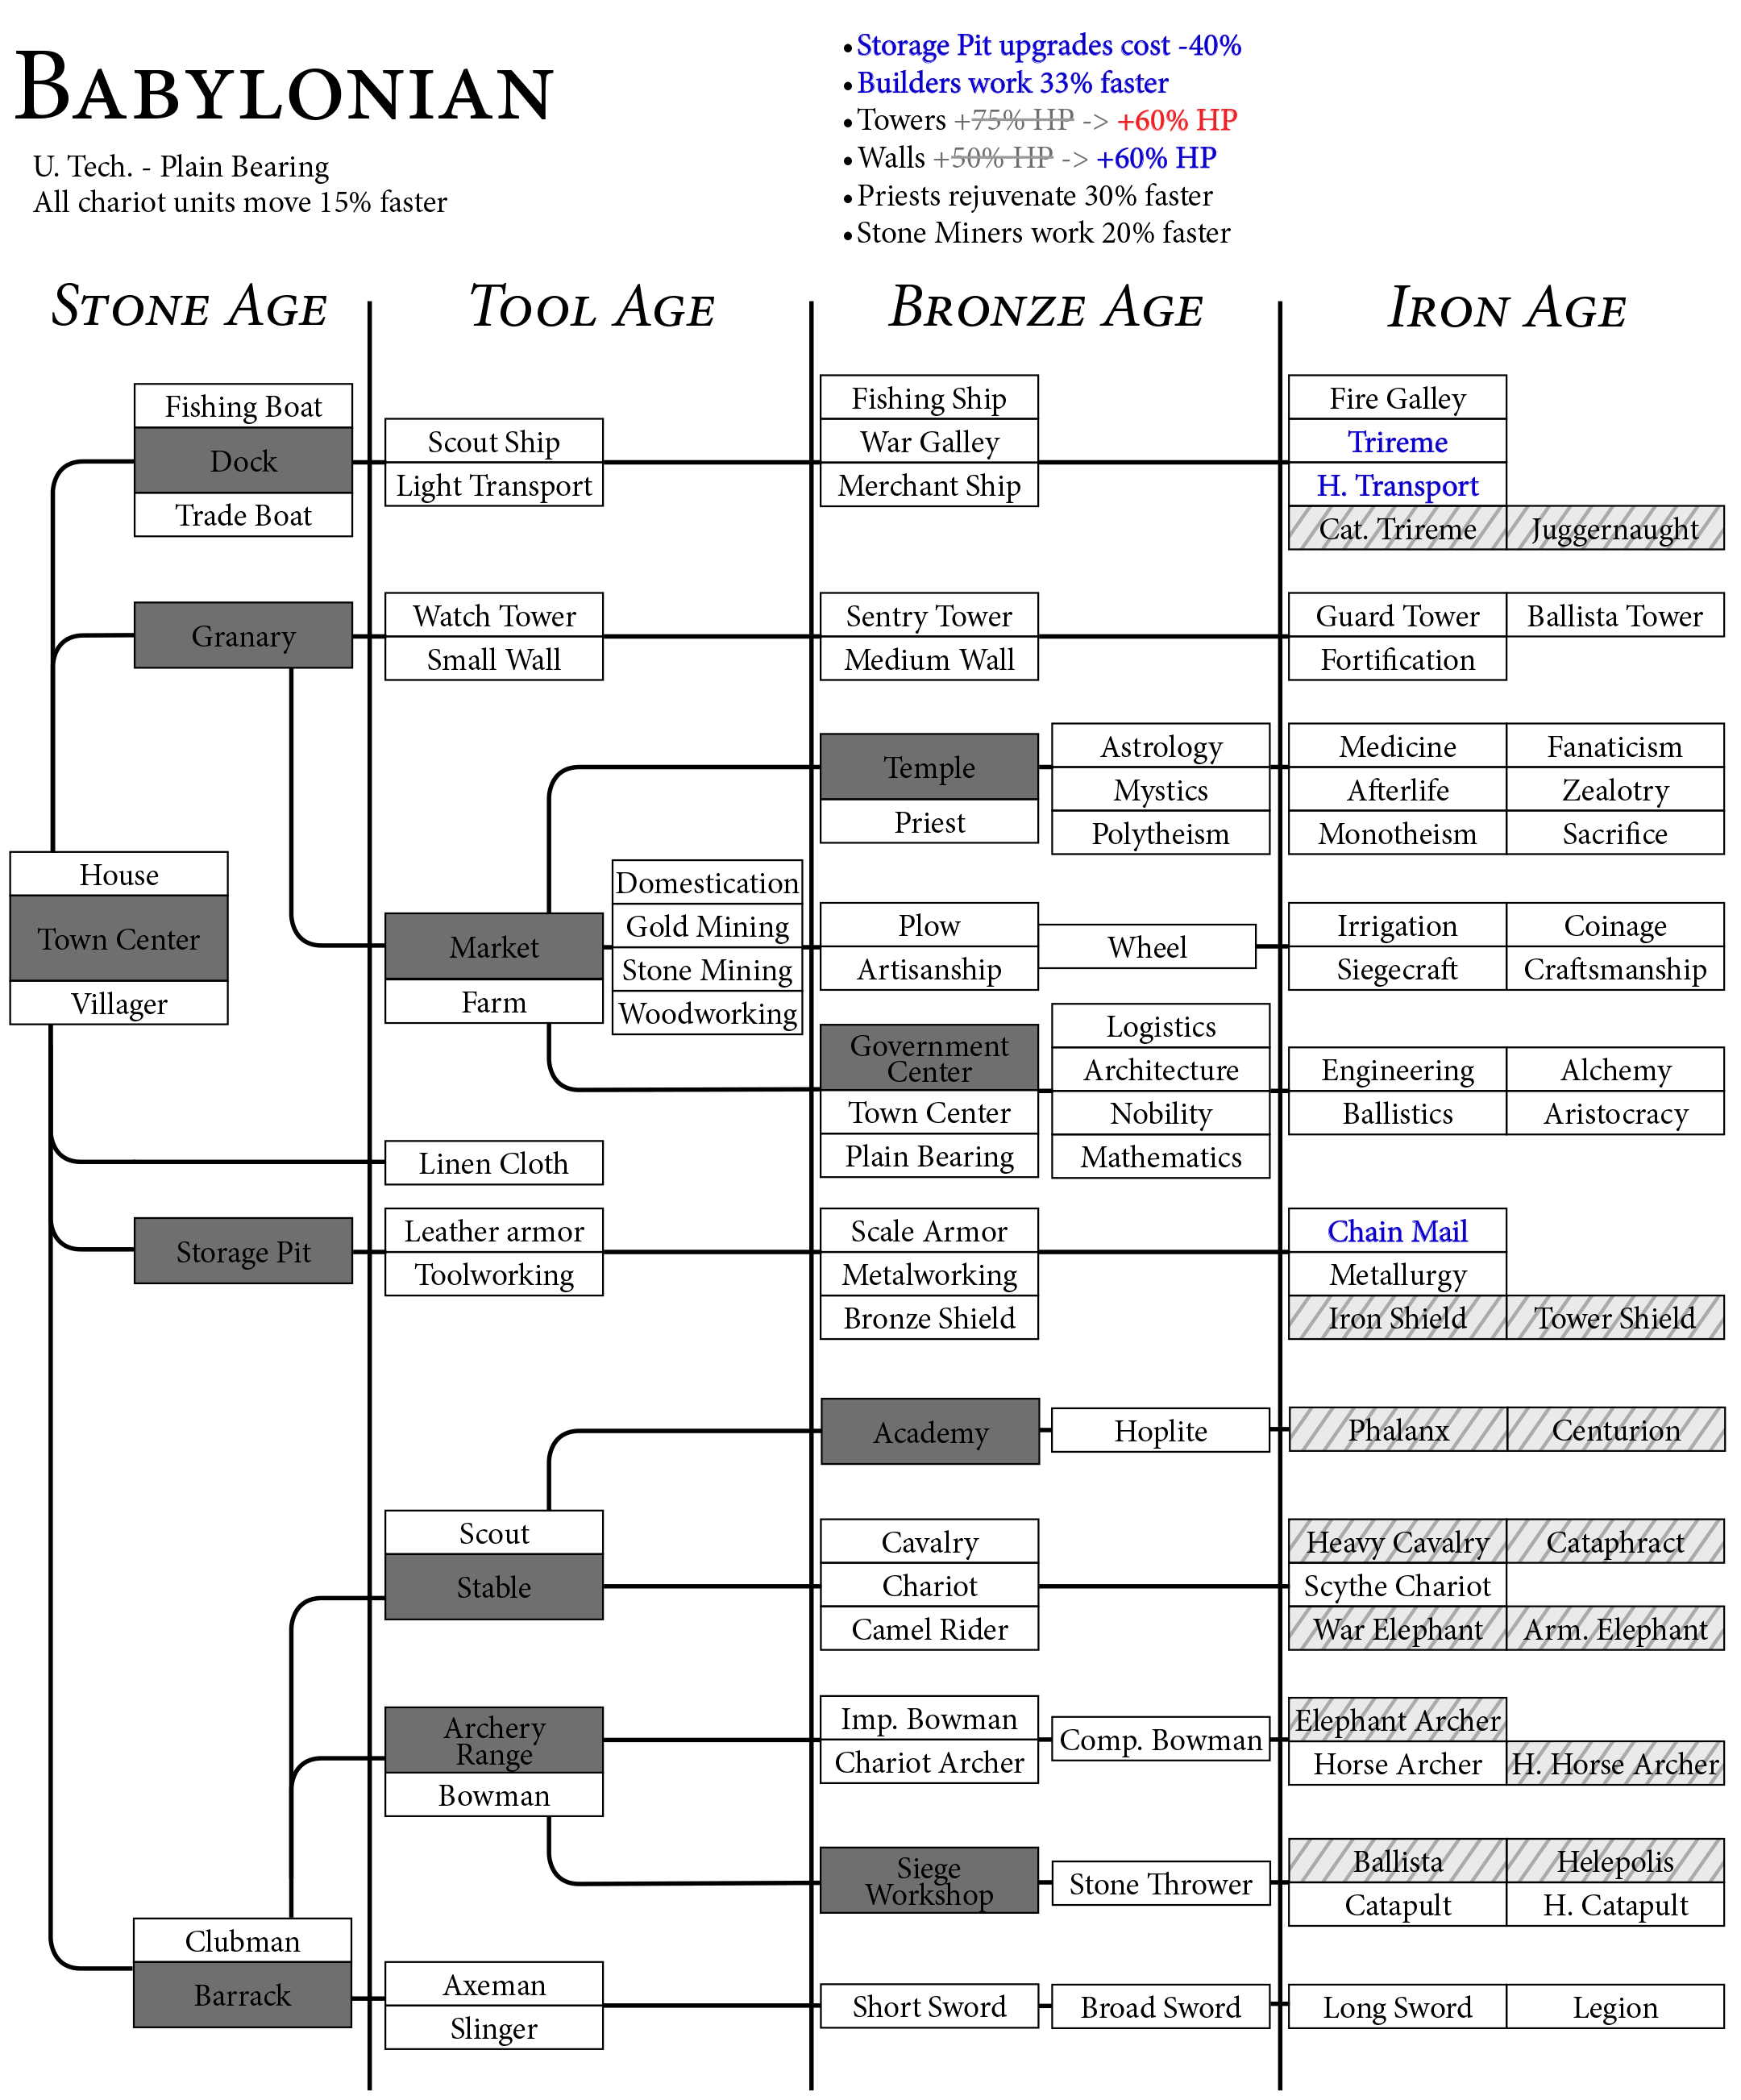 BABYLONIAN
U. Tech. - Plain Bearing
All chariot units move 15% faster
•Storage Pit upgrades cost -40%
•Builders work 33% faster
•Towers +75% HP -> +60% HP
•Walls +50% HP -> +60% HP
•Priests rejuvenate 30% faster
•Stone Miners work 20% faster
STONE AGE
TOOL AGE
BRONZE AGE
IRON AGE
Fishing Boat
Dock
Trade Boat
Scout Ship
Light Transport
Fishing Ship
War Galley
Merchant Ship
Fire Galley
Trireme
H. Transport
Cat. Trireme
Juggernaught
Granary
Watch Tower
Small Wall
Sentry Tower
Medium Wall
Guard Tower
Ballista Tower
Fortification
Temple
Priest
Astrology
Mystics
Polytheism
Medicine
Fanaticism
Afterlife
Zealotry
Monotheism
Sacrifice
House
Town Center
Villager
Market
Farm
Domestication
Gold Mining
Stone Mining
Woodworking
Plow
Artisanship
Wheel
Irrigation
Coinage
Siegecraft
Craftsmanship
Government
Center
Town Center
Plain Bearing
Logistics
Architecture
Nobility
Mathematics
Engineering
Alchemy
Ballistics
Aristocracy
Linen Cloth
Storage Pit
Leather armor
Toolworking
Scale Armor
Metalworking
Bronze Shield
Chain Mail
Metallurgy
Iron Shield
Tower Shield
Academy
Hoplite
Phalanx
Centurion
Scout
Stable
Cavalry
Chariot
Camel Rider
Heavy Cavalry
Cataphract
Scythe Chariot
War Elephant
Arm. Elephant
Archery
Range
Bowman
Imp. Bowman
Chariot Archer
Comp. Bowman
Elephant Archer
Horse Archer
H. Horse Archer
Siege
Workshop
Stone Thrower
Ballista
Helepolis
Catapult
H. Catapult
Clubman
Barrack
Axeman
Slinger
Short Sword
Broad Sword
Long Sword
Legion